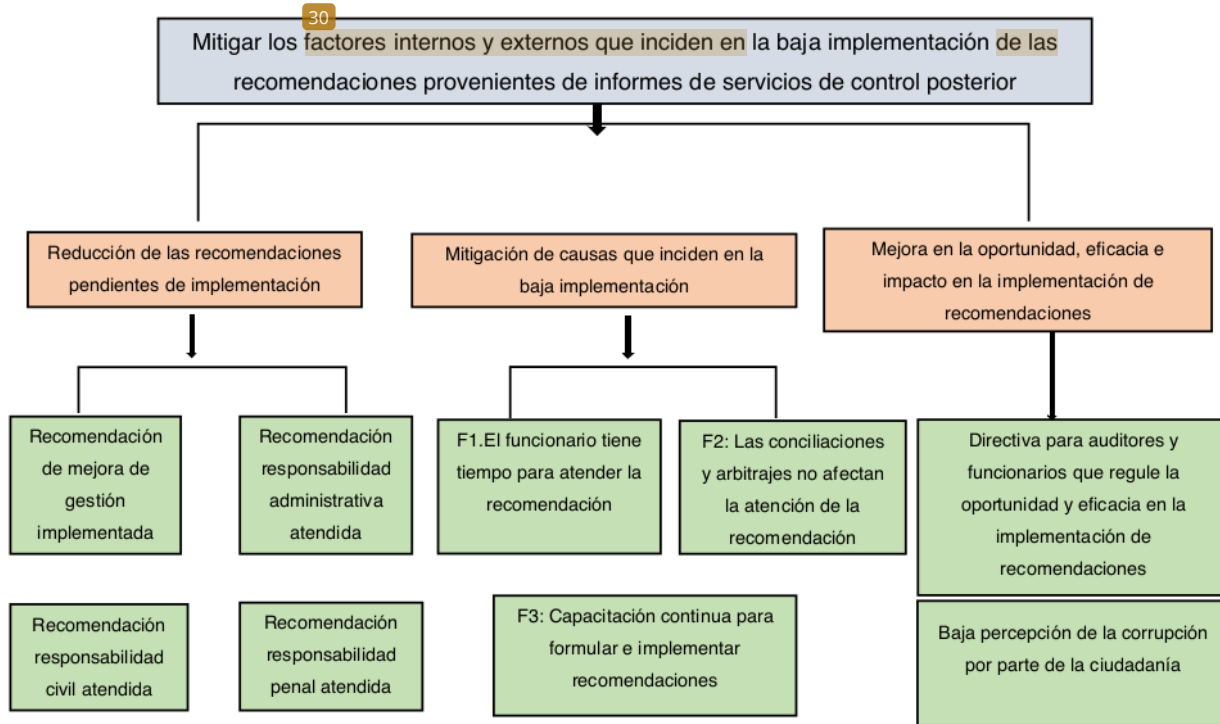 30
Mitigar los factores internos y externos que inciden en la baja implementación de las
recomendaciones provenientes de informes de servicios de control posterior
Reducción de las recomendaciones
pendientes de implementación
Mitigación de causas que inciden en la
baja implementación
Mejora en la oportunidad, eficacia e
impacto en la implementación de
recomendaciones
Recomendación
de mejora de
gestión
implementada
Recomendación
responsabilidad
administrativa
atendida
F1.El funcionario tiene
tiempo para atender la
recomendación
F2: Las conciliaciones
y arbitrajes no afectan
la atención de la
recomendación
Directiva para auditores y
funcionarios que regule la
oportunidad y eficacia en la
implementación de
recomendaciones
Recomendación
responsabilidad
civil atendida
Recomendación
responsabilidad
penal atendida
F3: Capacitación continua para
formular e implementar
recomendaciones
Baja percepción de la corrupción
por parte de la ciudadanía